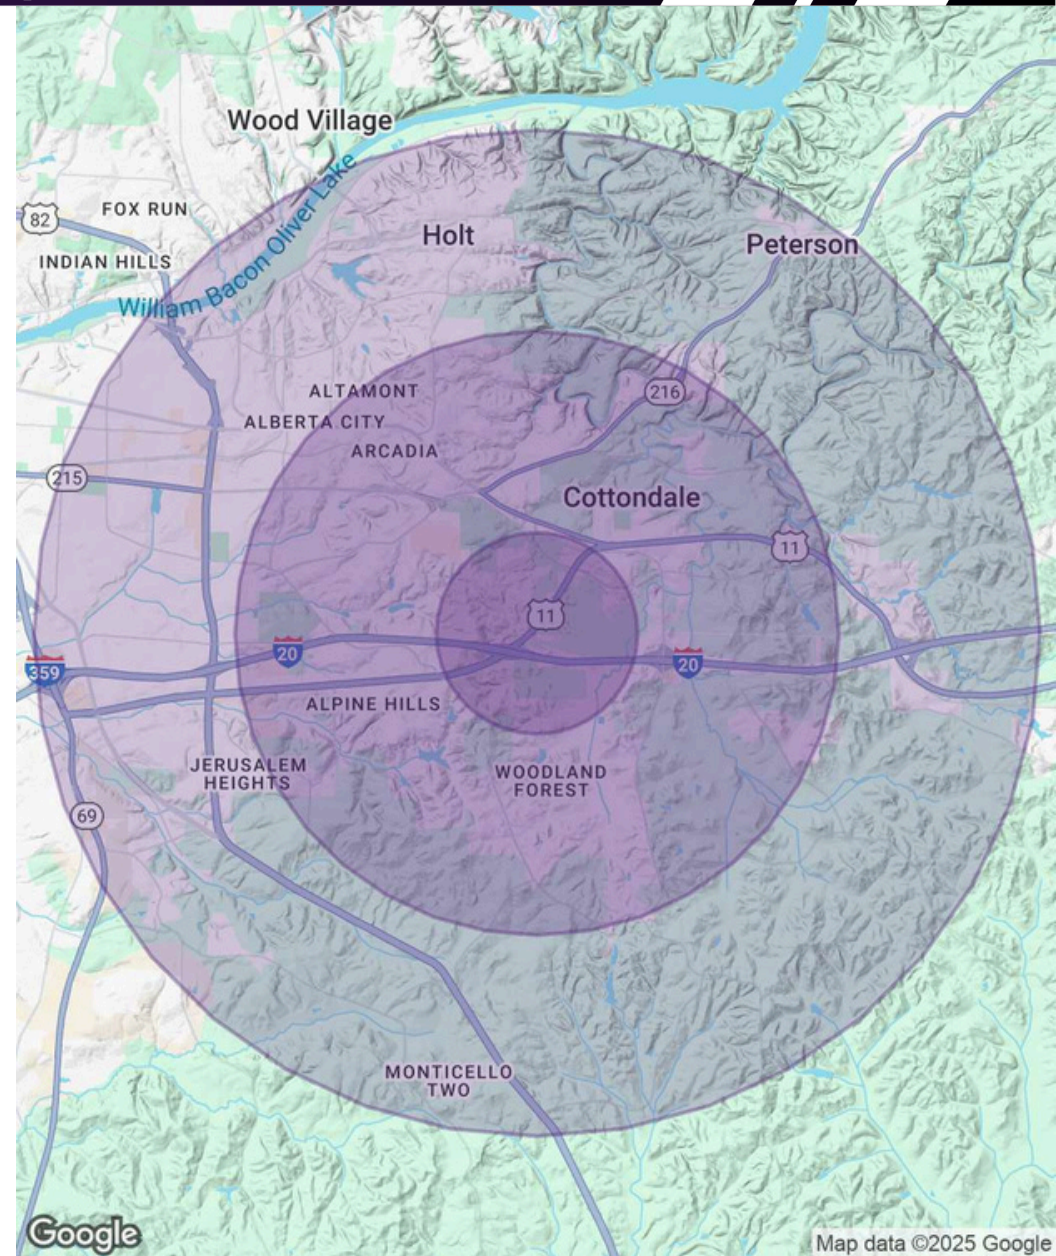 Wood Village
82
FOX RUN
INDIAN HILLS
William Bacon Oliver Lake
Holt
Peterson
ALTAMONT
216
ALBERTA CITY
ARCADIA
215
Cottondale
11
11
20
20
359
ALPINE HILLS
JERUSALEM
HEIGHTS
WOODLAND
FOREST
69
MONTICELLO
TWO
Google
Map data ©2025 Google